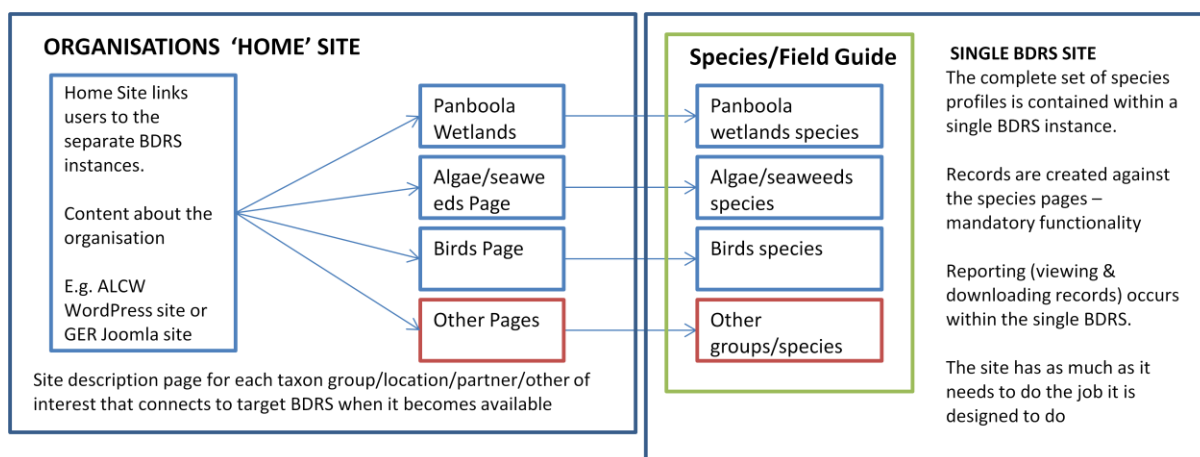 ORGANISATIONS ‘HOME’ SITE
Home Site links
users to the
separate BDRS
instances.
Content about the
organisation
E.g. ALCW
WordPress site or
GER Joomla site
Panboola
Wetlands
Algae/seawe
eds Page
Birds Page
Other Pages
Site description page for each taxon group/location/partner/other of
interest that connects to target BDRS when it becomes available
Species/Field Guide
Panboola
wetlands species
Algae/seaweeds
species
Birds species
Other
groups/species
SINGLE BDRS SITE
The complete set of species
profiles is contained within a
single BDRS instance.
Records are created against
the species pages –
mandatory functionality
Reporting (viewing &
downloading records) occurs
within the single BDRS.
The site has as much as it
needs to do the job it is
designed to do